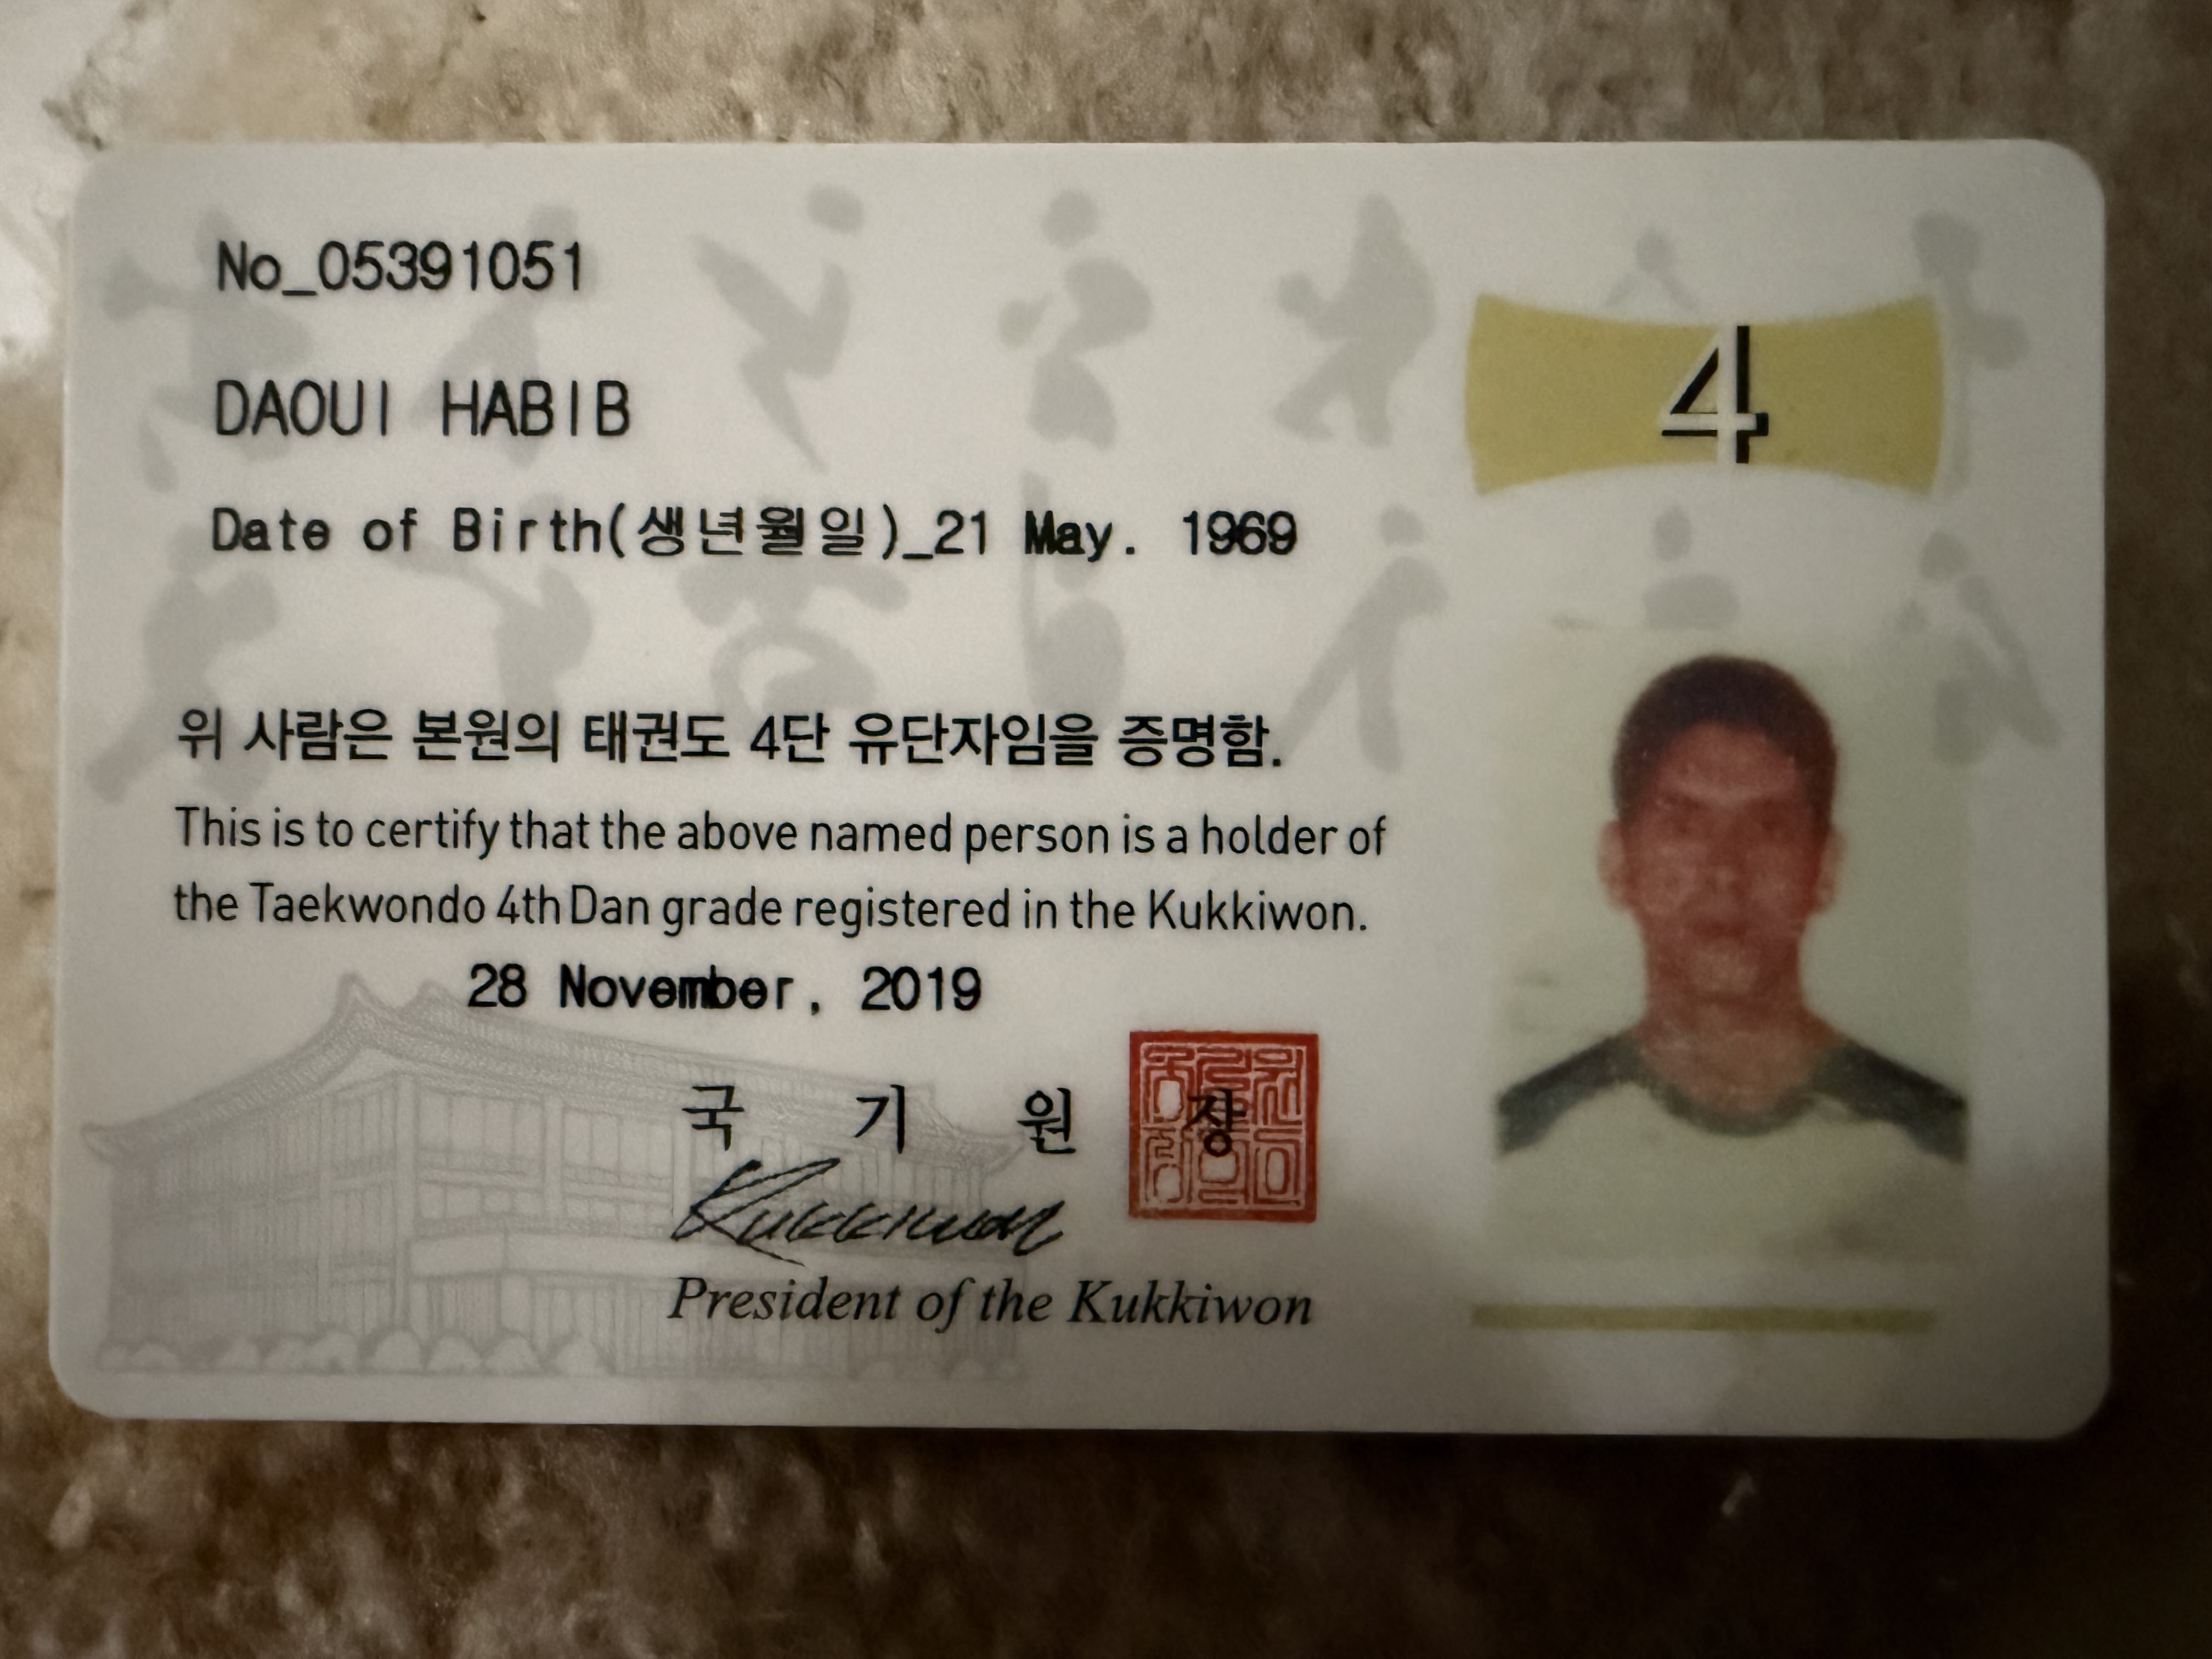 No_05391051
4
DAOUI HABIB
Date of Birth(생년월일)_21 May. 1969
위 사람은 본원의 태권도 4단 유단자임을 증명함.
This is to certify that the above named person is a holder of
the Taekwondo 4th Dan grade registered in the Kukkiwon.
28 November, 2019
국 기 원 장
Kukkiwon
President of the Kukkiwon